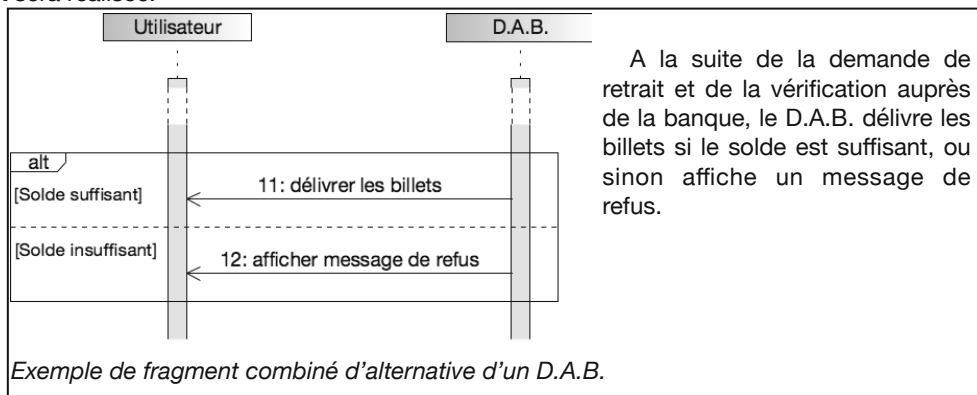 sera réalisée.
Utilisateur
D.A.B.
alt
[Solde suffisant]
11: délivrer les billets
[Solde insuffisant]
12: afficher message de refus
A la suite de la demande de
retrait et de la vérification auprès
de la banque, le D.A.B. délivre les
billets si le solde est suffisant, ou
sinon affiche un message de
refus.
Exemple de fragment combiné d'alternative d'un D.A.B.